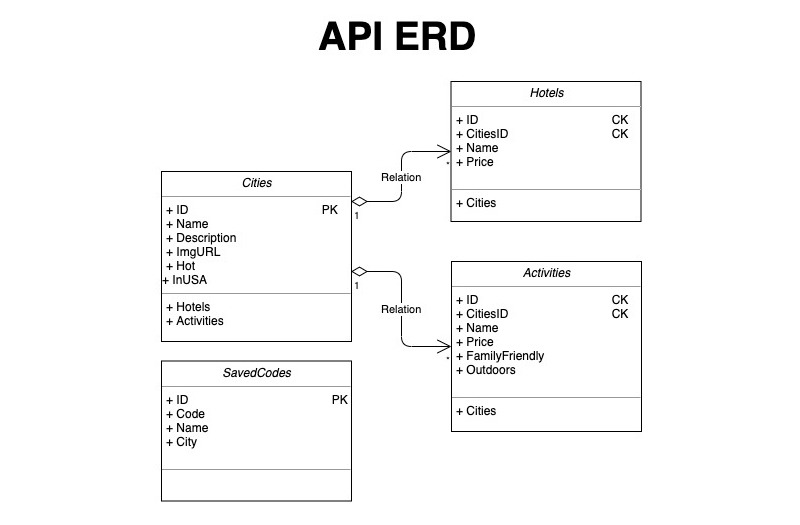 API ERD
Cities
+ ID PK
+ Name
+ Description
+ ImgURL
+ Hot
+ InUSA
+ Hotels
+ Activities
SavedCodes
+ ID PK
+ Code
+ Name
+ City
1
Relation
*
1
Relation
*
Hotels
+ ID CK
+ CitiesID CK
+ Name
+ Price
+ Cities
Activities
+ ID CK
+ CitiesID CK
+ Name
+ Price
+ FamilyFriendly
+ Outdoors
+ Cities